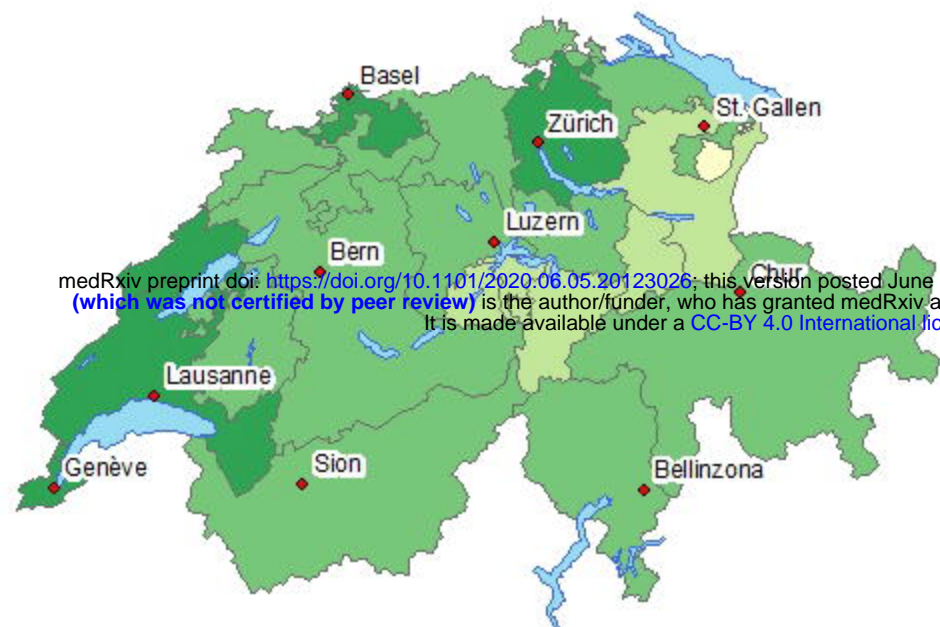 Basel
St. Gallen
Zürich
Luzern
Bern
Chur
medRxiv preprint doi: https://doi.org/10.1101/2020.06.05.20123026; this version posted June
(which was not certified by peer review) is the author/funder, who has granted medRxiv a
It is made available under a CC-BY 4.0 International lic
Lausanne
Genève
Sion
Bellinzona